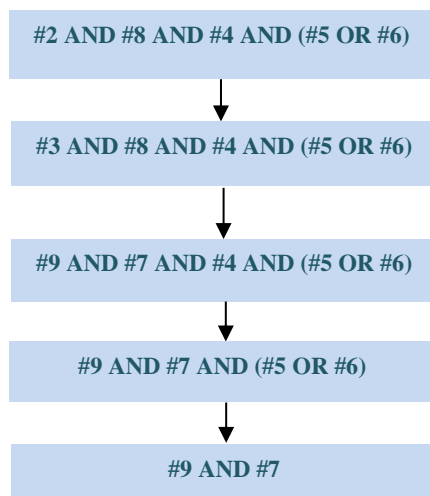 #2 AND #8 AND #4 AND (#5 OR #6)
#3 AND #8 AND #4 AND (#5 OR #6)
#9 AND #7 AND #4 AND (#5 OR #6)
#9 AND #7 AND (#5 OR #6)
#9 AND #7